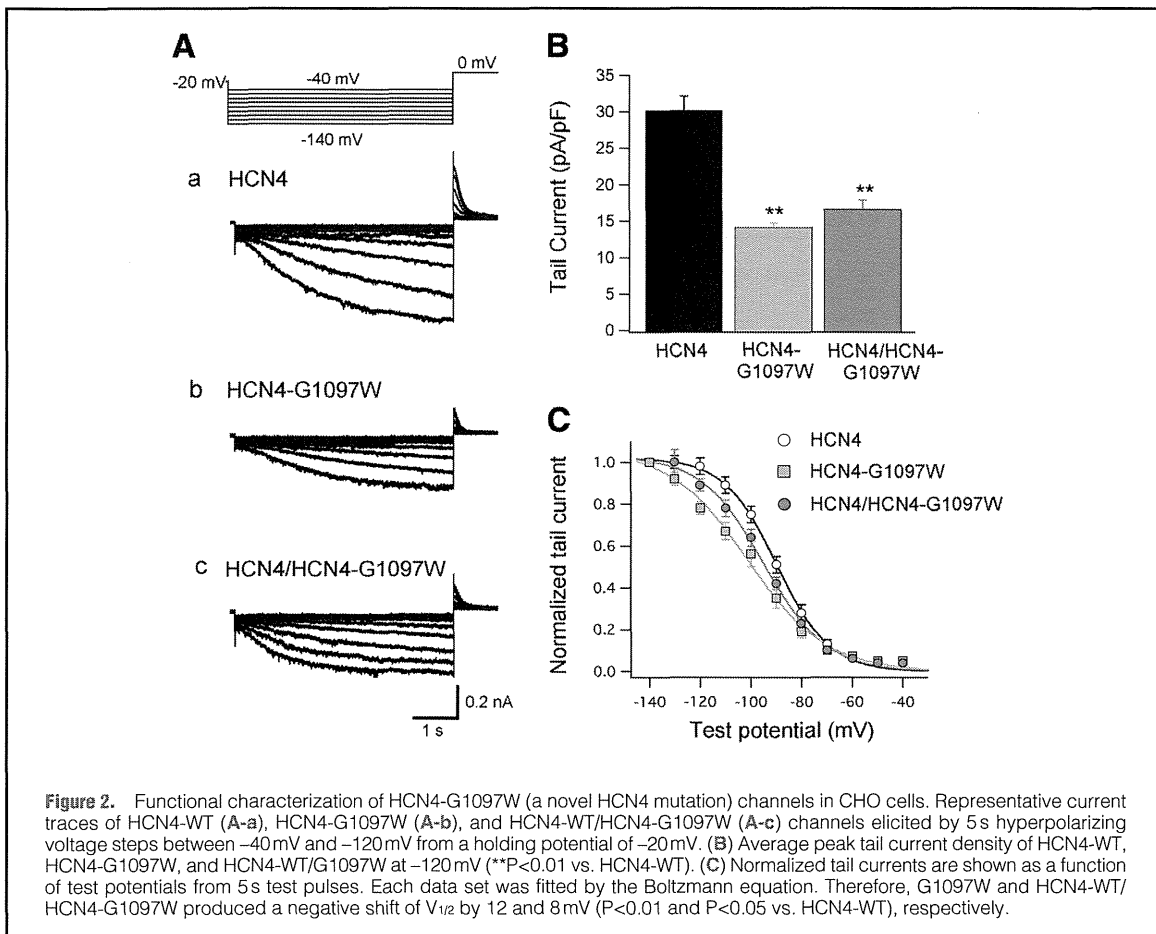 A
0 mV
-20 mV
-40 mV
-140 mV
a HCN4
b HCN4-G1097W
c HCN4/HCN4-G1097W
0.2 nA
1 s
B
35
30
25
20
15
10
5
0
Tail Current (pA/pF)
**
**
HCN4
HCN4-
G1097W
HCN4/HCN4-
G1097W
C
HCN4
HCN4-G1097W
HCN4/HCN4-G1097W
1.0
0.8
0.6
0.4
0.2
0.0
Normalized tail current
-140 -120 -100 -80 -60 -40
Test potential (mV)
Figure 2. Functional characterization of HCN4-G1097W (a novel HCN4 mutation) channels in CHO cells. Representative current
traces of HCN4-WT (A-a), HCN4-G1097W (A-b), and HCN4-WT/HCN4-G1097W (A-c) channels elicited by 5 s hyperpolarizing
voltage steps between –40 mV and –120 mV from a holding potential of –20 mV. (B) Average peak tail current density of HCN4-WT,
HCN4-G1097W, and HCN4-WT/G1097W at –120 mV (**P<0.01 vs. HCN4-WT). (C) Normalized tail currents are shown as a function
of test potentials from 5 s test pulses. Each data set was fitted by the Boltzmann equation. Therefore, G1097W and HCN4-WT/
HCN4-G1097W produced a negative shift of V1/2 by 12 and 8 mV (P<0.01 and P<0.05 vs. HCN4-WT), respectively.